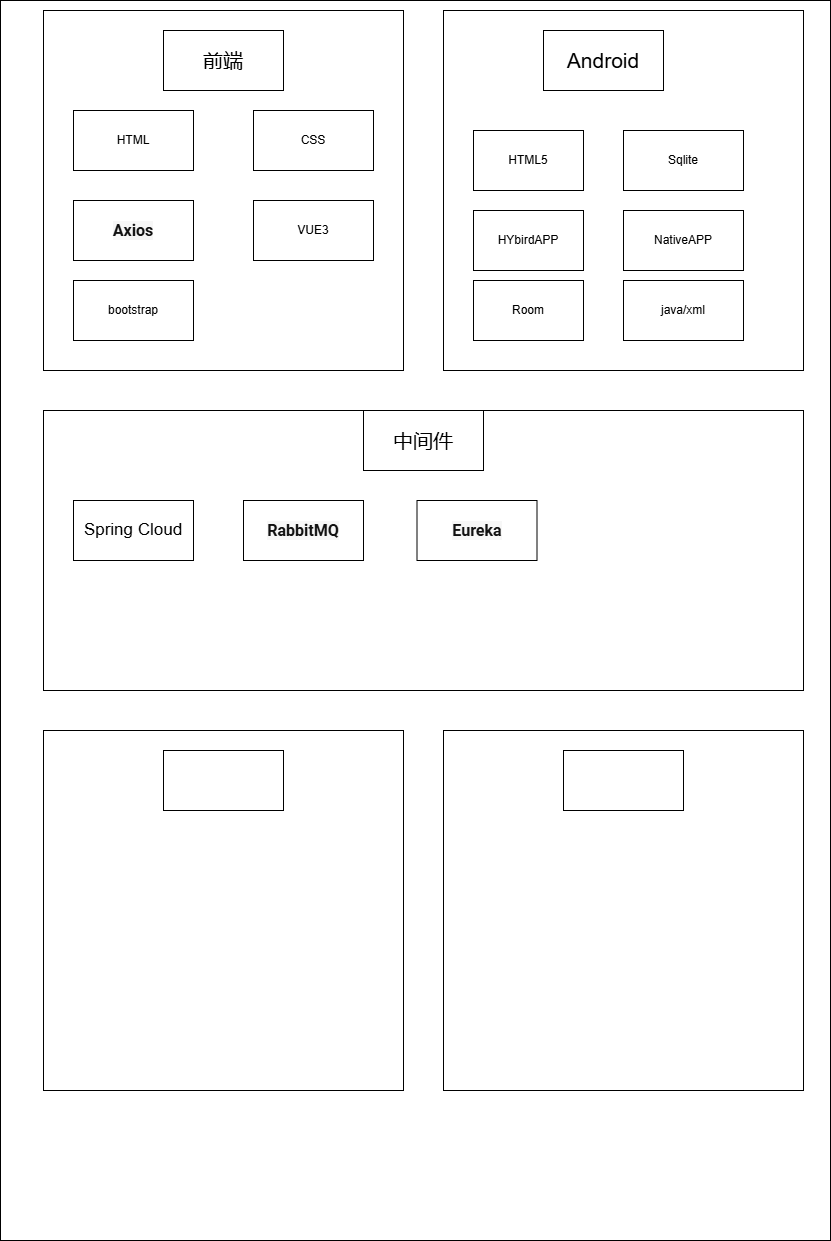 前端
HTML
CSS
Axios
VUE3
bootstrap
Android
HTML5
Sqlite
HYbirdAPP
NativeAPP
Room
java/xml
中间件
Spring Cloud
RabbitMQ
Eureka